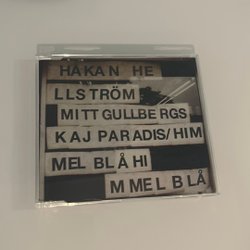 HÅKAN HE
LLSTRÖM
MITT GULLBERGS
KAJ PARADIS/HIM
MEL BLÅ HI
MMEL BLÅ